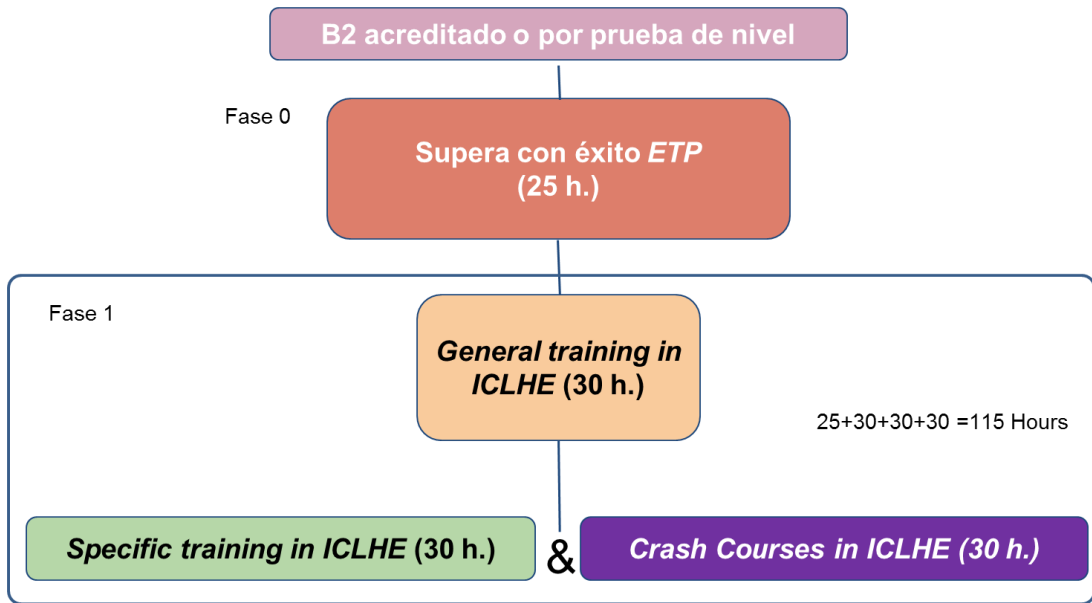 B2 acreditado o por prueba de nivel
Fase 0
Supera con éxito ETP
(25 h.)
Fase 1
General training in
ICLHE (30 h.)
25+30+30+30 =115 Hours
Specific training in ICLHE (30 h.)
&
Crash Courses in ICLHE (30 h.)